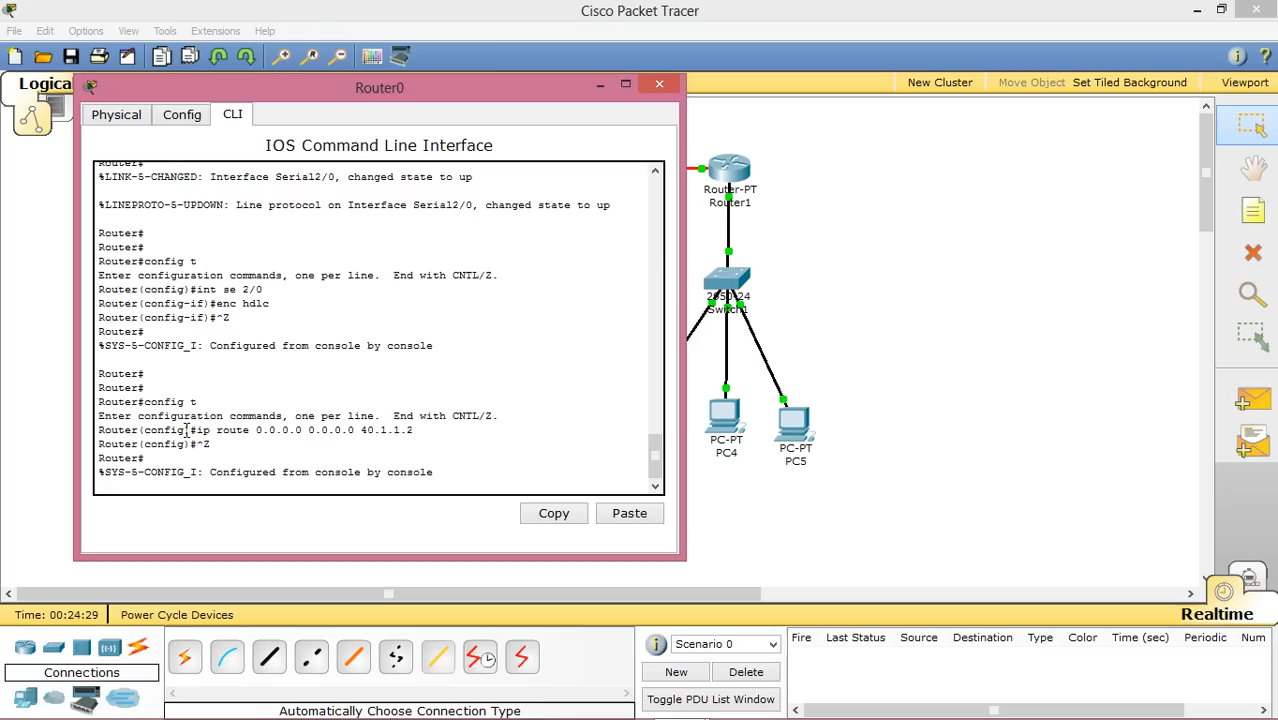 Cisco Packet Tracer
File Edit Options View Tools Extensions Help
Logical
New Cluster Move Object Set Tiled Background Viewport
Router0
Physical Config CLI
IOS Command Line Interface
Router#
%LINK-5-CHANGED: Interface Serial2/0, changed state to up
%LINEPROTO-5-UPDOWN: Line protocol on Interface Serial2/0, changed state to up
Router#
Router#
Router#config t
Enter configuration commands, one per line.  End with CNTL/Z.
Router(config)#int se 2/0
Router(config-if)#enc hdlc
Router(config-if)#^Z
Router#
%SYS-5-CONFIG_I: Configured from console by console
Router#
Router#
Router#config t
Enter configuration commands, one per line.  End with CNTL/Z.
Router(config)#ip route 0.0.0.0 0.0.0.0 40.1.1.2
Router(config)#^Z
Router#
%SYS-5-CONFIG_I: Configured from console by console
Copy Paste
Router-PT
Router1
2950-24
Switch1
PC-PT
PC4
PC-PT
PC5
Time: 00:24:29 Power Cycle Devices
Realtime
Connections
Automatically Choose Connection Type
Scenario 0
New Delete
Toggle PDU List Window
Fire Last Status Source Destination Type Color Time (sec) Periodic Num